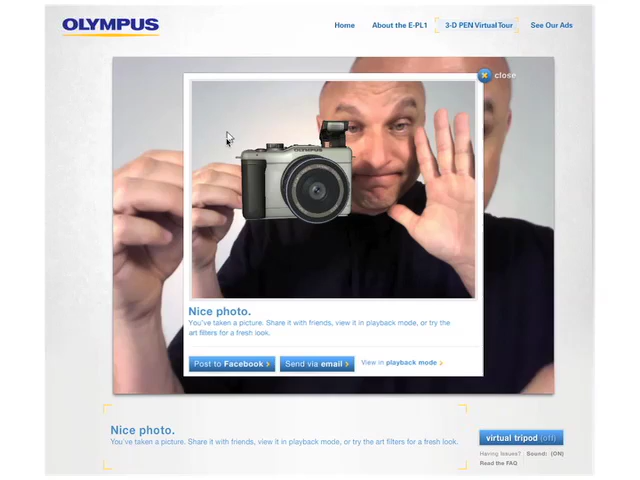 OLYMPUS
Home About the E-PL1 3-D PEN Virtual Tour See Our Ads
close
OLYMPUS
Nice photo.
You've taken a picture. Share it with friends, view it in playback mode, or try the
art filters for a fresh look.
Post to Facebook > Send via email > View in playback mode >
Nice photo.
You've taken a picture. Share it with friends, view it in playback mode, or try the art filters for a fresh look.
virtual tripod (off)
Having Issues? Sound: (ON)
Read the FAQ